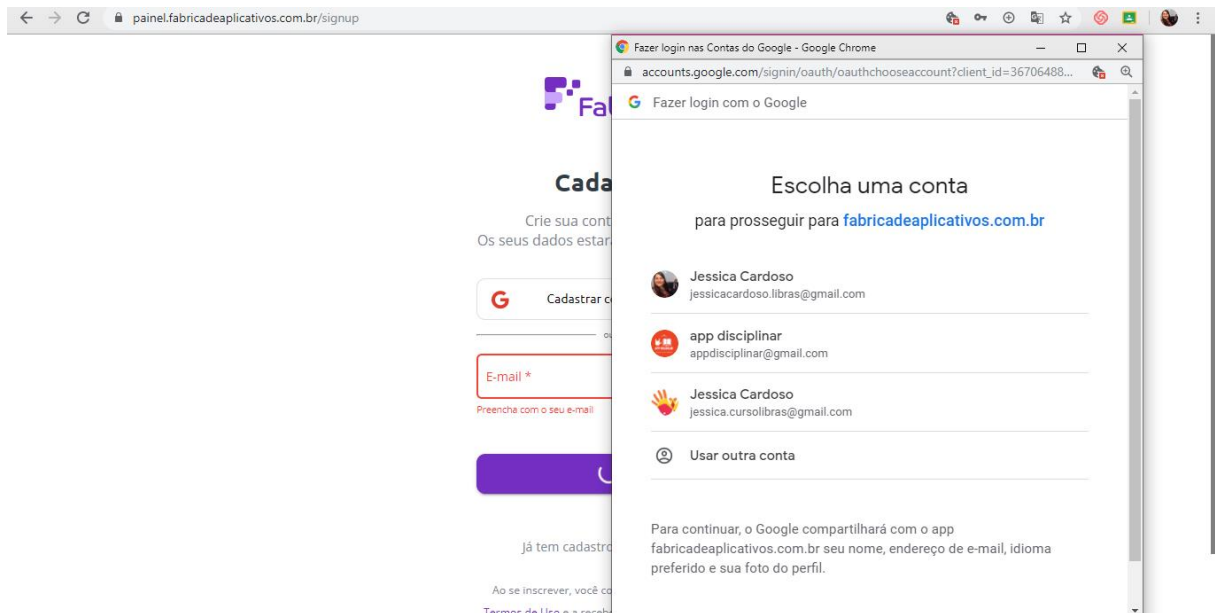 painel.fabricadeaplicativos.com.br/signup
Fazer login nas Contas do Google - Google Chrome
accounts.google.com/signin/oauth/oauthchooseaccount?client_id=36706488...
Fa
Fazer login com o Google
Cada
Crie sua cont
Os seus dados estar
Cadastrar c
ou
E-mail *
Preencha com o seu e-mail
Já tem cadastro
Ao se inscrever, você co
Termos de Uso e a receb
Escolha uma conta
para prosseguir para fabricadeaplicativos.com.br
Jessica Cardoso
jessicacardoso.libras@gmail.com
app disciplinar
appdisciplinar@gmail.com
Jessica Cardoso
jessica.cursolibras@gmail.com
Usar outra conta
Para continuar, o Google compartilhará com o app
fabricadeaplicativos.com.br seu nome, endereço de e-mail, idioma
preferido e sua foto do perfil.